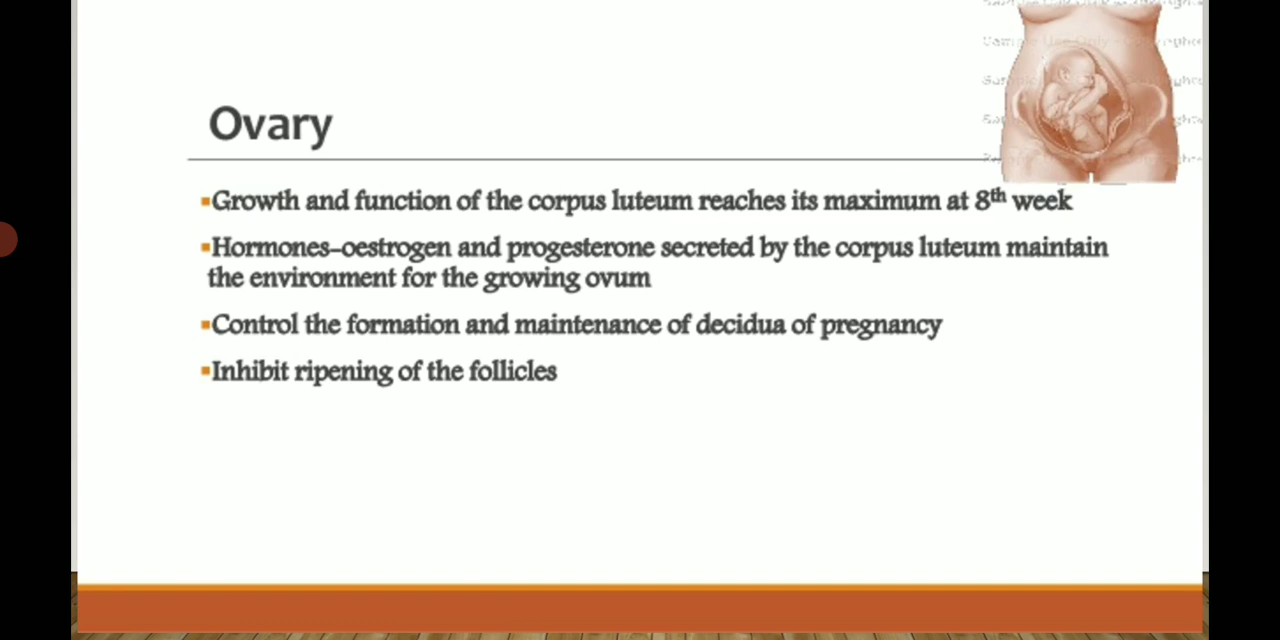 Ovary
▪Growth and function of the corpus luteum reaches its maximum at 8th week
▪Hormones–oestrogen and progesterone secreted by the corpus luteum maintain
the environment for the growing ovum
▪Control the formation and maintenance of decidua of pregnancy
▪Inhibit ripening of the follicles